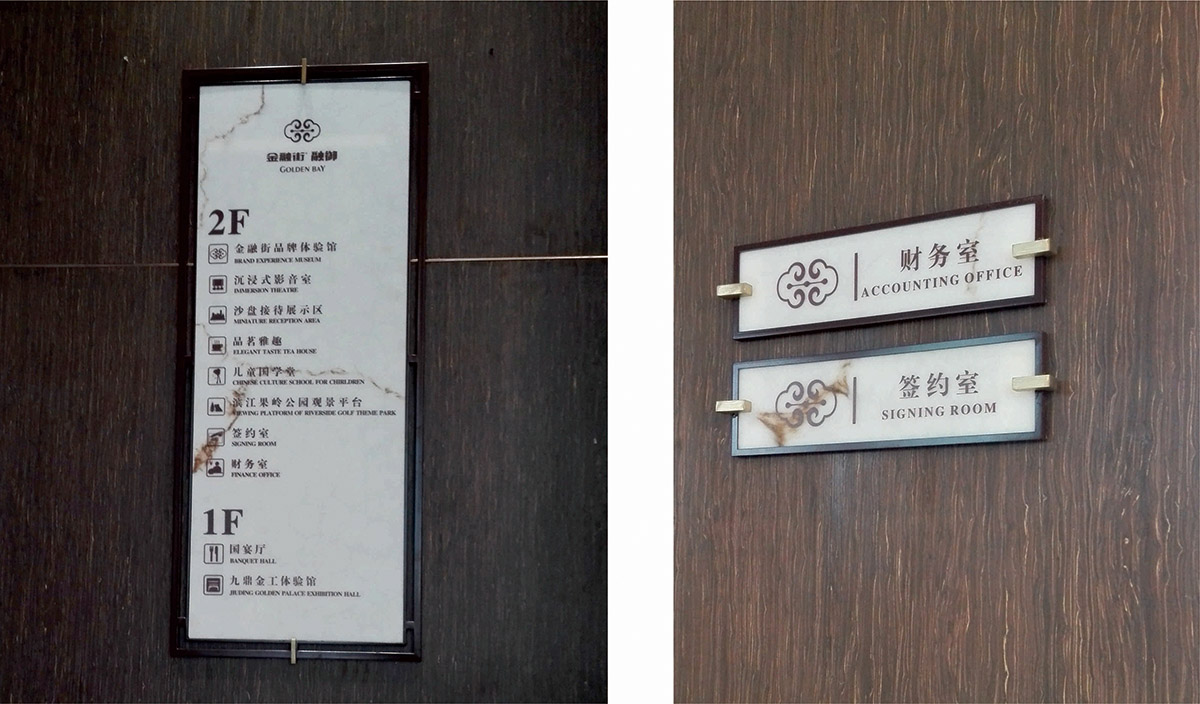 金融街 融御
GOLDEN BAY
2F
金融街品牌体验馆
BRAND EXPERIENCE MUSEUM
沉浸式影音室
IMMERSION THEATRE
沙盘接待展示区
MINIATURE RECEPTION AREA
品茗雅趣
ELEGANT TASTE TEA HOUSE
儿童国学堂
CHINESE CULTURE SCHOOL FOR CHIRLDREN
滨江果岭公园观景平台
VIEWING PLATFORM OF RIVERSIDE GOLF THEME PARK
签约室
SIGNING ROOM
财务室
FINANCE OFFICE
1F
国宴厅
BANQUET HALL
九鼎金工体验馆
JIUDING GOLDEN PALACE EXHIBITION HALL
财务室
ACCOUNTING OFFICE
签约室
SIGNING ROOM